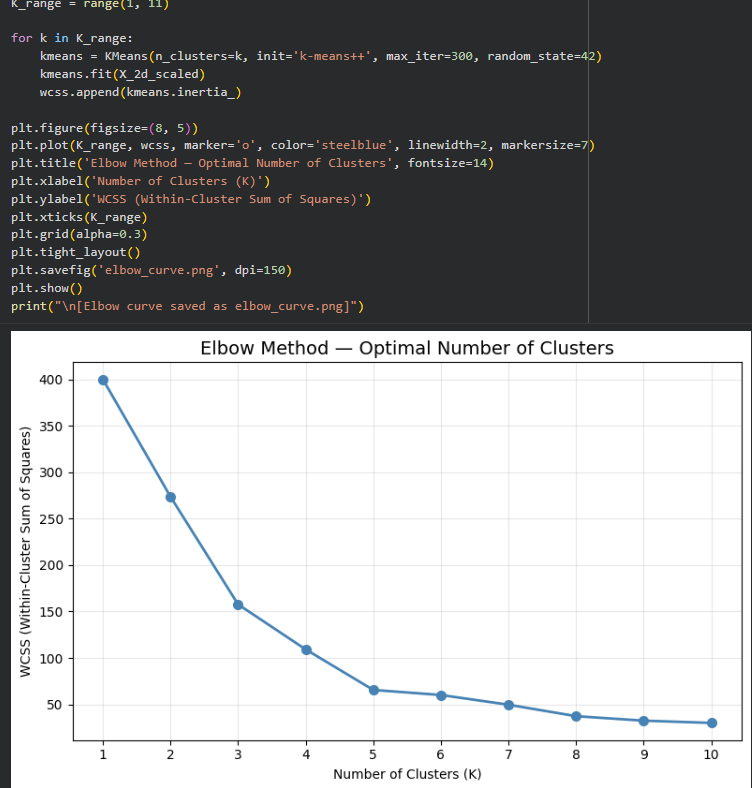 K_range = range(1, 11)
for k in K_range:
    kmeans = KMeans(n_clusters=k, init='k-means++', max_iter=300, random_state=42)
    kmeans.fit(X_2d_scaled)
    wcss.append(kmeans.inertia_)
plt.figure(figsize=(8, 5))
plt.plot(K_range, wcss, marker='o', color='steelblue', linewidth=2, markersize=7)
plt.title('Elbow Method — Optimal Number of Clusters', fontsize=14)
plt.xlabel('Number of Clusters (K)')
plt.ylabel('WCSS (Within-Cluster Sum of Squares)')
plt.xticks(K_range)
plt.grid(alpha=0.3)
plt.tight_layout()
plt.savefig('elbow_curve.png', dpi=150)
plt.show()
print("\n[Elbow curve saved as elbow_curve.png]")
Elbow Method — Optimal Number of Clusters
WCSS (Within-Cluster Sum of Squares)
400
350
300
250
200
150
100
50
1 2 3 4 5 6 7 8 9 10
Number of Clusters (K)